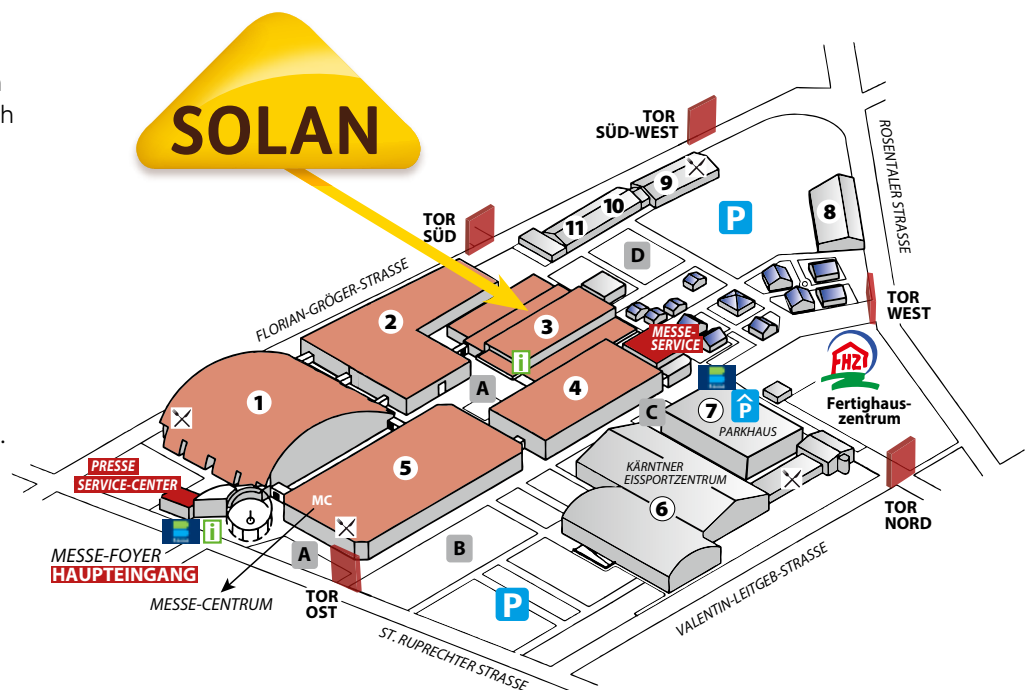 h
.
SOLAN
TOR
SÜD-WEST
ROSENTALER STRASSE
9
10
11
P
8
TOR
SÜD
D
FLORIAN-GRÖGER-STRASSE
2
3
MESSE-
SERVICE
TOR
WEST
i
FHZ
Fertighaus-
zentrum
1
A
4
C
7
P
PARKHAUS
5
KÄRNTNER
EISSPORTZENTRUM
6
PRESSE
SERVICE-CENTER
MC
TOR
NORD
i
A
B
MESSE-FOYER
HAUPTEINGANG
MESSE-CENTRUM
TOR
OST
P
ST. RUPRECHTER STRASSE
VALENTIN-LEITGEB-STRASSE